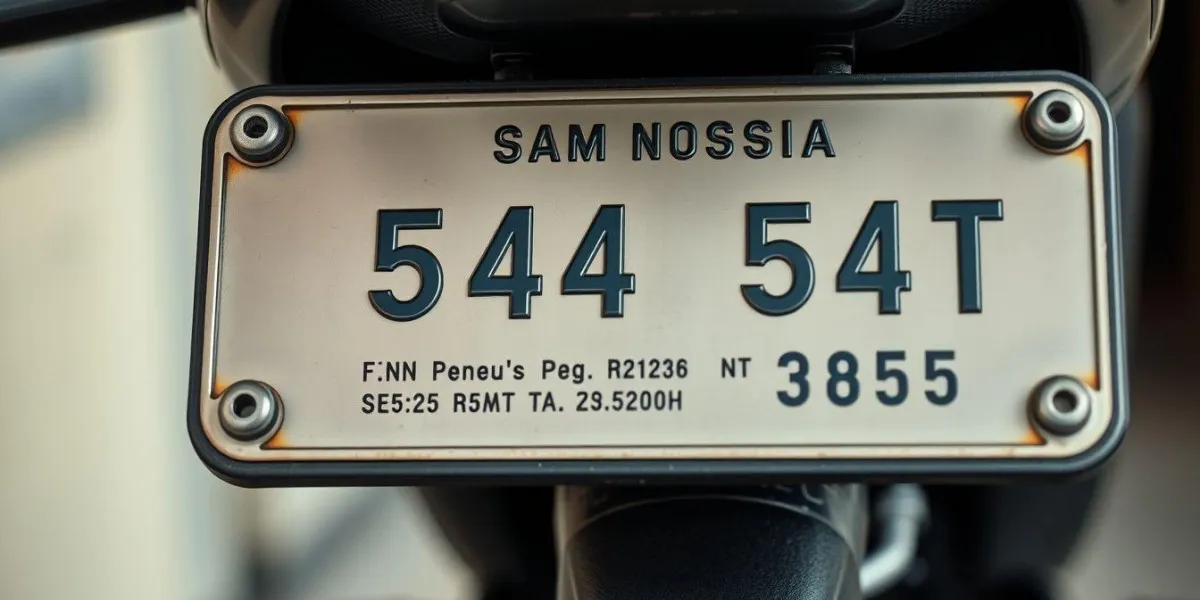 SAM NOSSIA
544 54T
F:NN Peneu's Peg. R21236 NT 3855
SE5:25 R5MT TA. 29.5200H